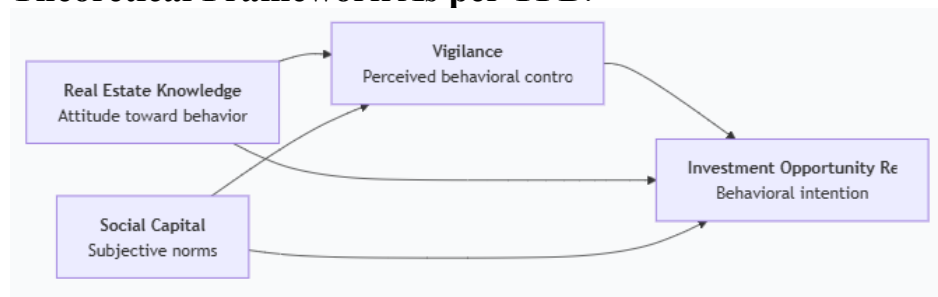 Vigilance
Perceived behavioral contro
Real Estate Knowledge
Attitude toward behavior
Investment Opportunity Re
Behavioral intention
Social Capital
Subjective norms